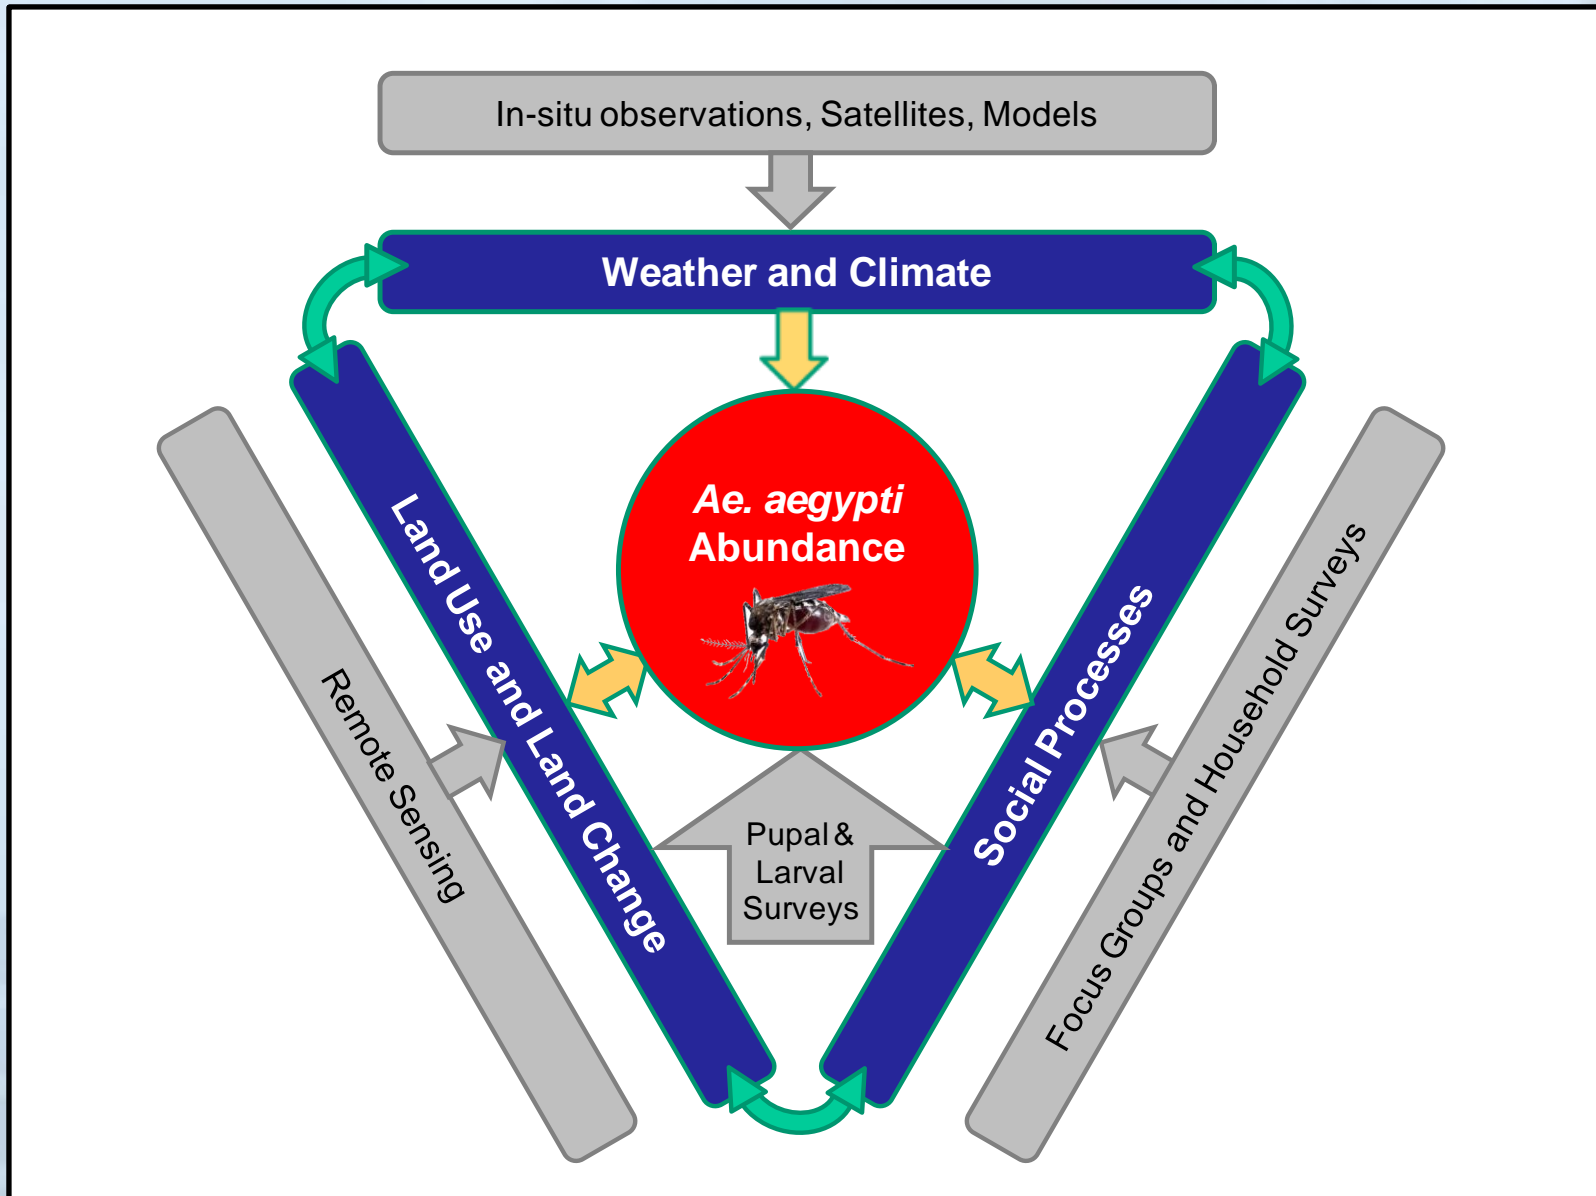 In-situ observations, Satellites, Models
Weather and Climate
Ae. aegypti
Abundance
Land Use and Land Change
Social Processes
Remote Sensing
Focus Groups and Household Surveys
Pupal &
Larval
Surveys